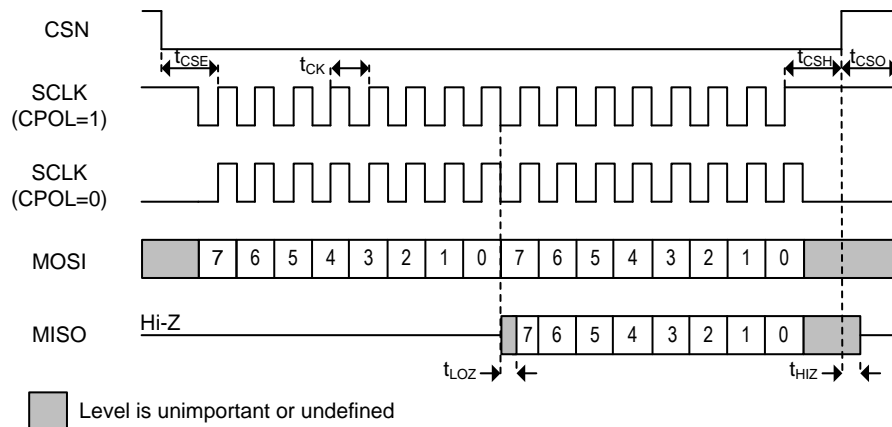 CSN
tCSE
tCK
tCSH
tCSO
SCLK
(CPOL=1)
SCLK
(CPOL=0)
MOSI
7 6 5 4 3 2 1 0 7 6 5 4 3 2 1 0
Hi-Z
MISO
7 6 5 4 3 2 1 0
tLOZ
tHIZ
Level is unimportant or undefined